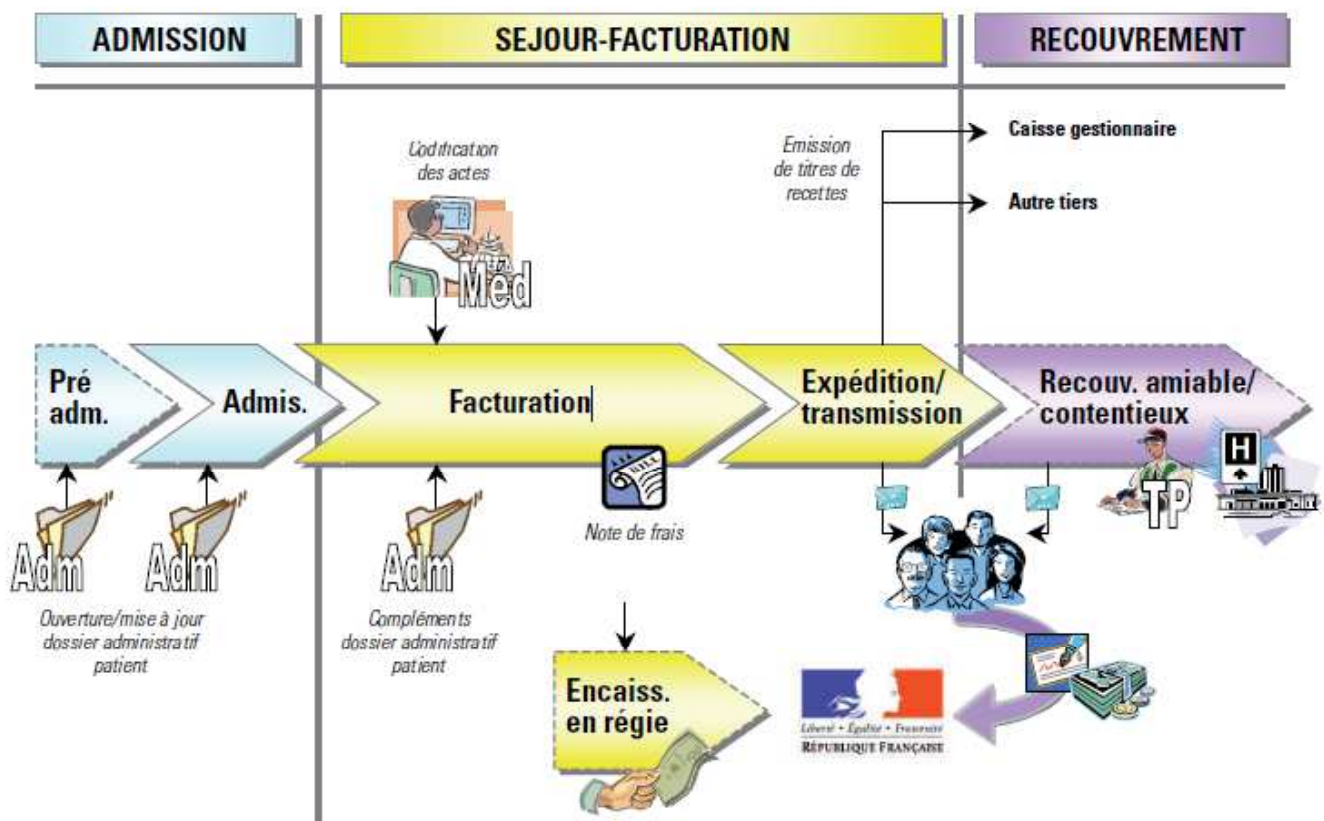 ADMISSION
SEJOUR-FACTURATION
RECOUVREMENT
Codification
des actes
Méd
Emission
de titres de
recettes
Caisse gestionnaire
Autre tiers
Pré
adm.
Admis.
Facturation
Expédition/
transmission
Recouv. amiable/
contentieux
H
TP
Note de frais
Adm
Adm
Adm
Ouverture/mise à jour
dossier administratif
patient
Compléments
dossier administratif
patient
Encaiss.
en régie
Liberté • Égalité • Fraternité
RÉPUBLIQUE FRANÇAISE